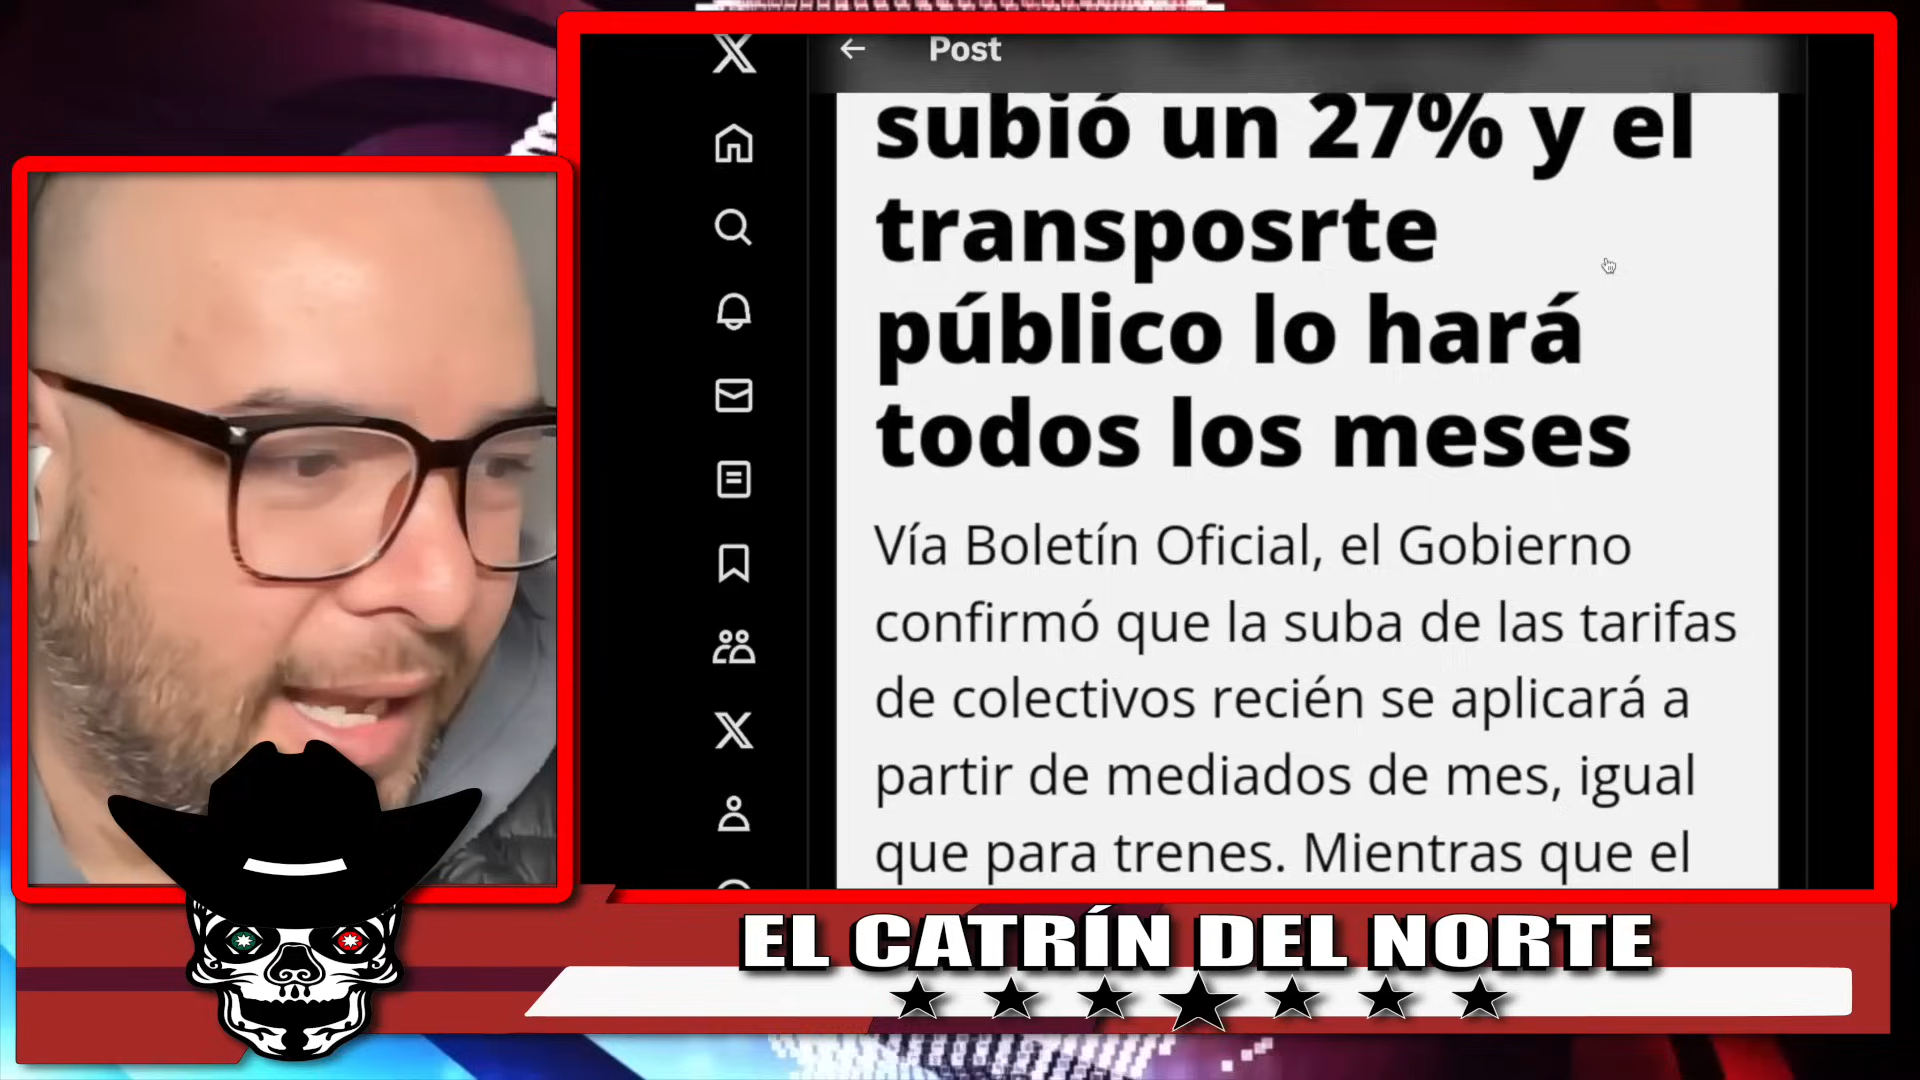 Post
subió un 27% y el
transposrte
público lo hará
todos los meses
Vía Boletín Oficial, el Gobierno
confirmó que la suba de las tarifas
de colectivos recién se aplicará a
partir de mediados de mes, igual
que para trenes. Mientras que el
EL CATRÍN DEL NORTE